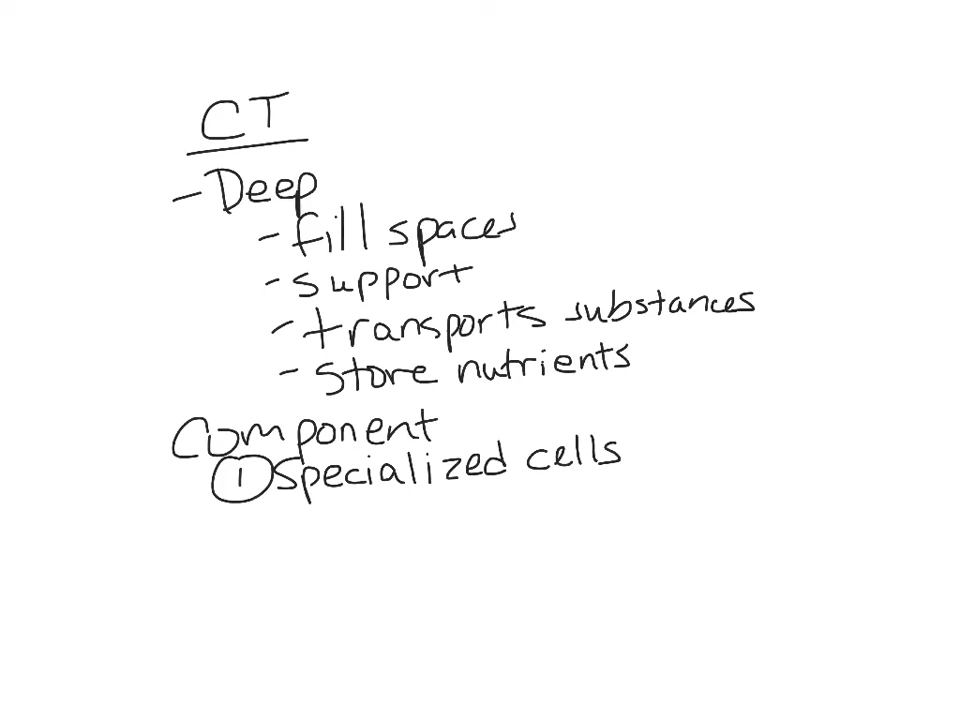 CT
- Deep
- fill spaces
- support
- transports substances
- store nutrients
Component
① Specialized cells